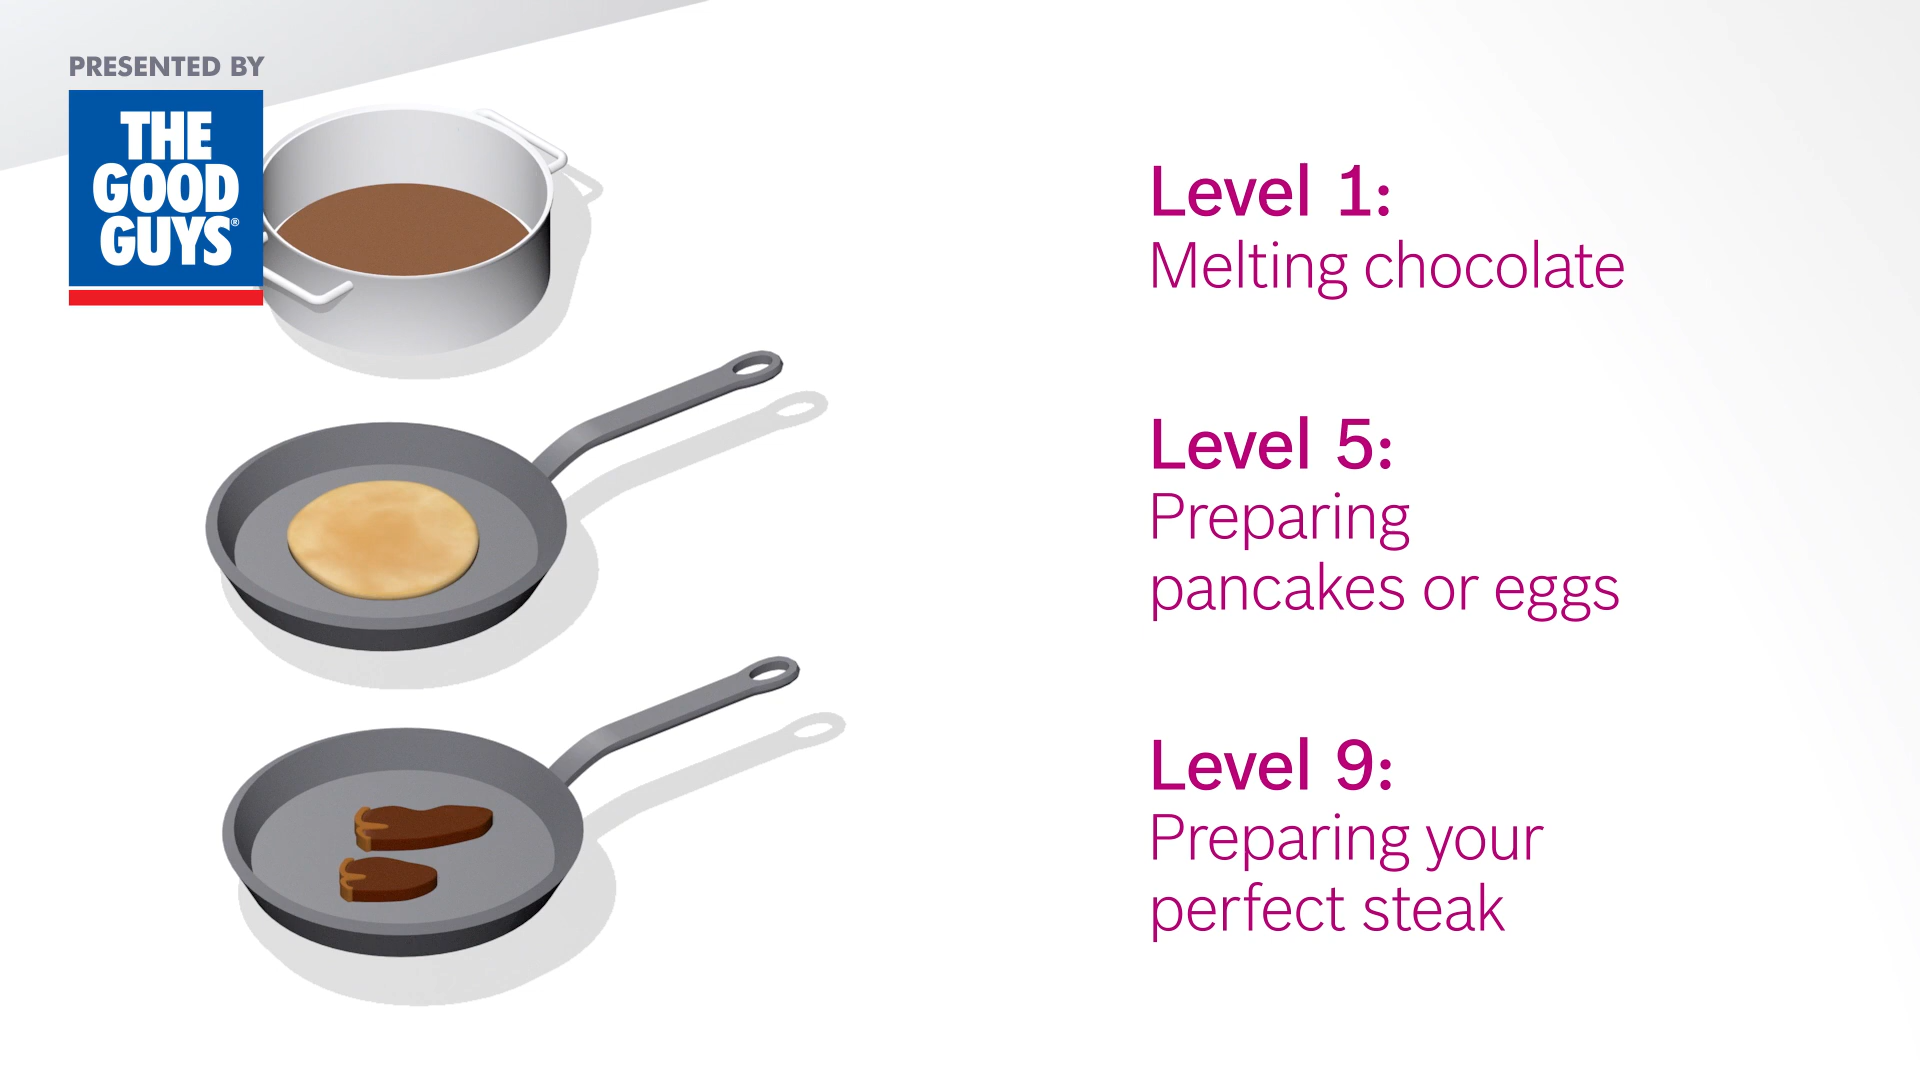 PRESENTED BY
THE
GOOD
GUYS®
Level 1:
Melting chocolate
Level 5:
Preparing
pancakes or eggs
Level 9:
Preparing your
perfect steak